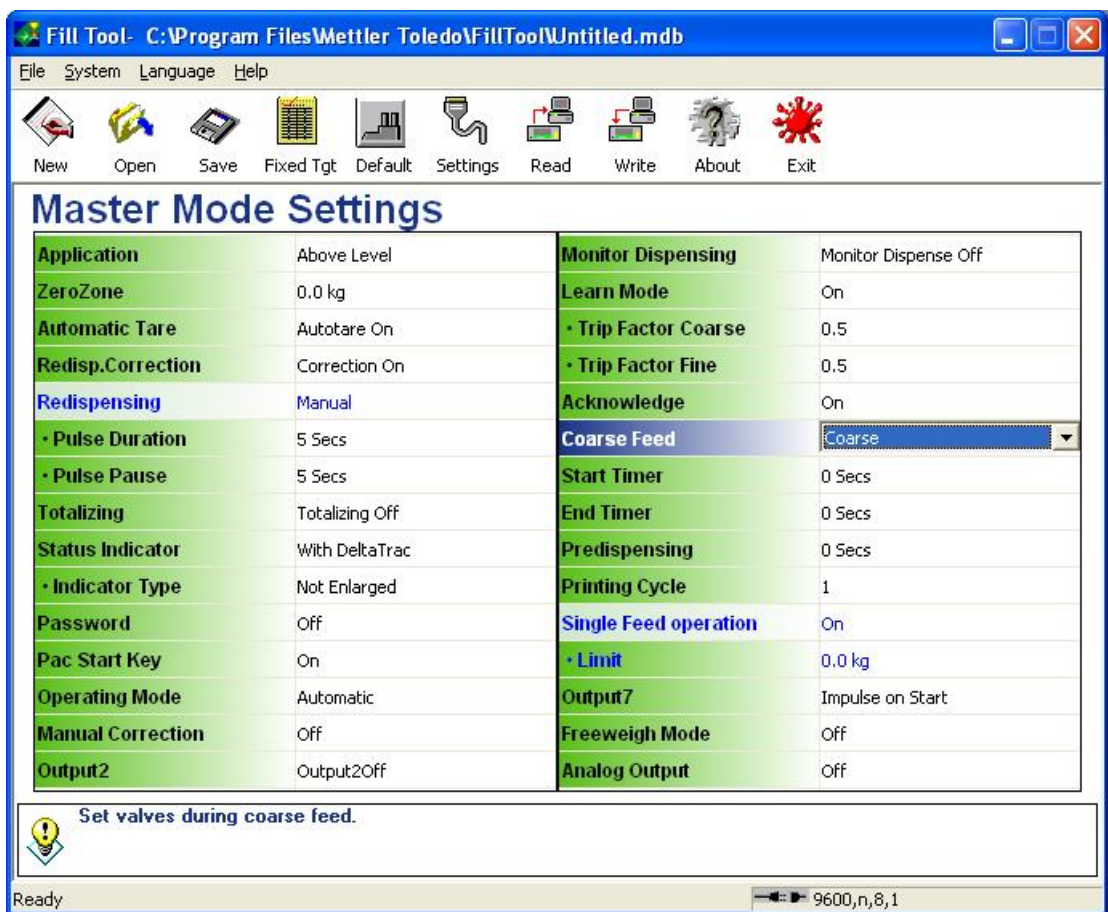 Fill Tool- C:\Program Files\Mettler Toledo\FillTool\Untitled.mdb
File System Language Help
New Open Save Fixed Tgt Default Settings Read Write About Exit
Master Mode Settings
Application Above Level Monitor Dispensing Monitor Dispense Off
ZeroZone 0.0 kg Learn Mode On
Automatic Tare Autotare On • Trip Factor Coarse 0.5
Redisp.Correction Correction On • Trip Factor Fine 0.5
Redispensing Manual Acknowledge On
• Pulse Duration 5 Secs Coarse Feed Coarse
• Pulse Pause 5 Secs Start Timer 0 Secs
Totalizing Totalizing Off End Timer 0 Secs
Status Indicator With DeltaTrac Predispensing 0 Secs
• Indicator Type Not Enlarged Printing Cycle 1
Password Off Single Feed operation On
Pac Start Key On • Limit 0.0 kg
Operating Mode Automatic Output7 Impulse on Start
Manual Correction Off Freeweigh Mode Off
Output2 Output2Off Analog Output Off
Set valves during coarse feed.
Ready 9600,n,8,1